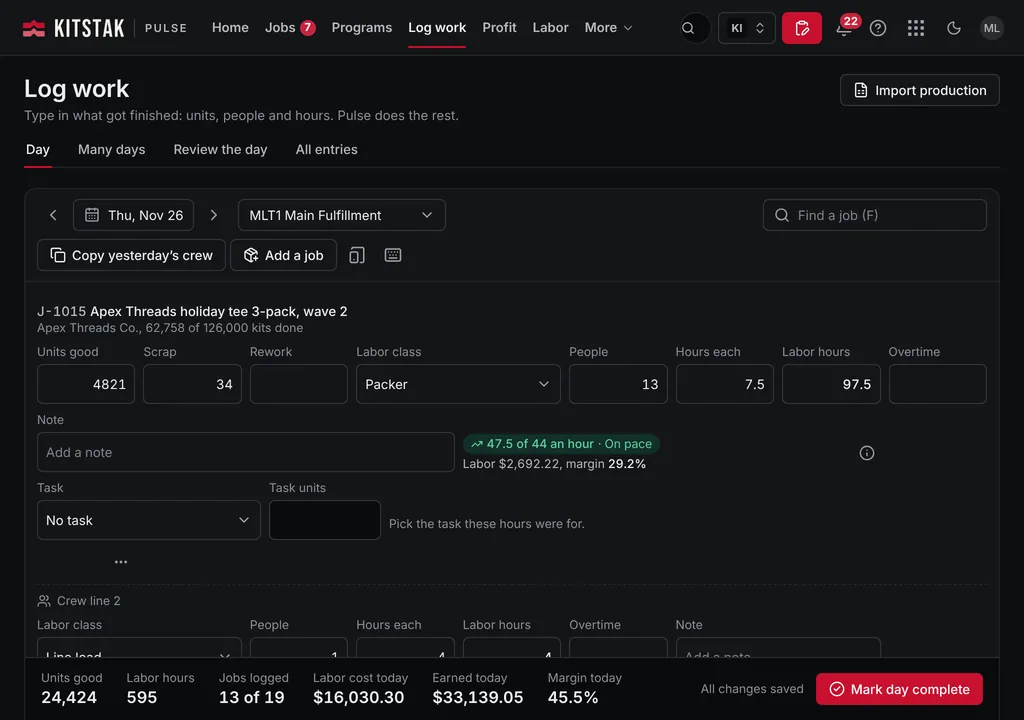 KITSTAK PULSE Home Jobs 7 Programs Log work Profit Labor More KI 22 ML
Log work
Import production
Type in what got finished: units, people and hours. Pulse does the rest.
Day Many days Review the day All entries
Thu, Nov 26 MLT1 Main Fulfillment Find a job (F)
Copy yesterday’s crew Add a job
J-1015 Apex Threads holiday tee 3-pack, wave 2
Apex Threads Co., 62,758 of 126,000 kits done
Units good Scrap Rework Labor class People Hours each Labor hours Overtime
4821 34 Packer 13 7.5 97.5
Note
Add a note
47.5 of 44 an hour · On pace
Labor $2,692.22, margin 29.2%
Task Task units
No task Pick the task these hours were for.
Crew line 2
Labor class People Hours each Labor hours Overtime Note
Line lead 1 4 4 Add a note
Units good Labor hours Jobs logged Labor cost today Earned today Margin today
24,424 595 13 of 19 $16,030.30 $33,139.05 45.5%
All changes saved Mark day complete